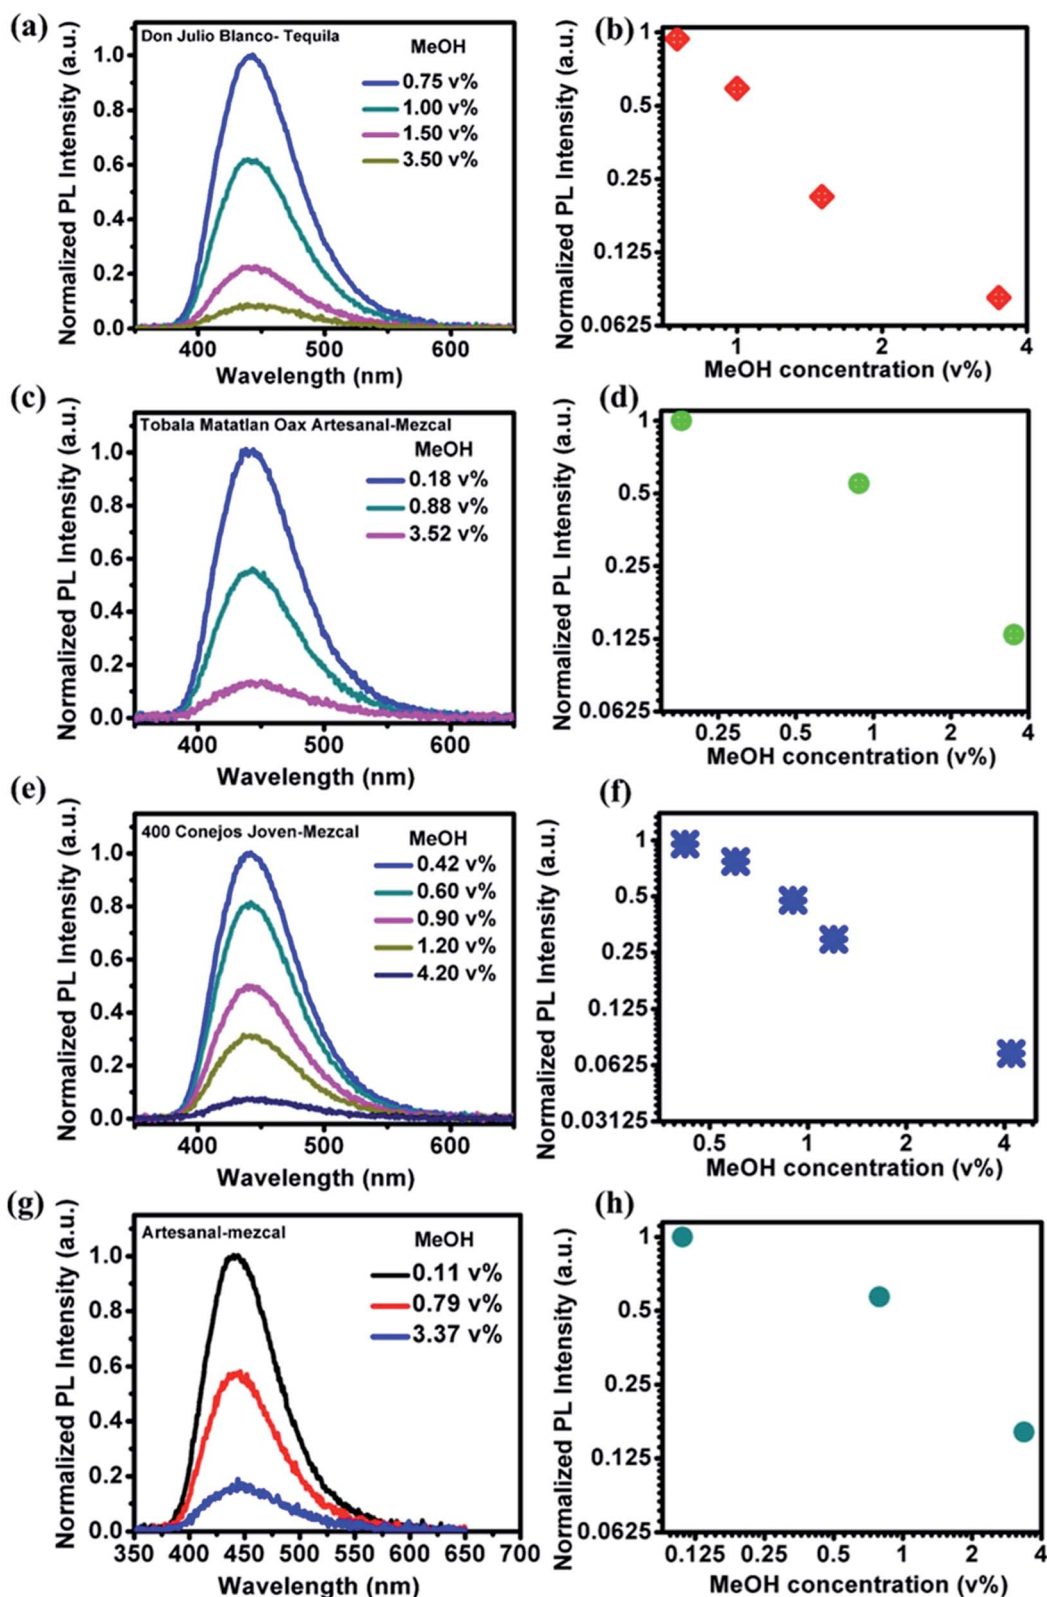 (a)
Don Julio Blanco- Tequila
MeOH
0.75 v%
1.00 v%
1.50 v%
3.50 v%
Normalized PL Intensity (a.u.)
1.0
0.8
0.6
0.4
0.2
0.0
400 500 600
Wavelength (nm)
(b)
Normalized PL Intensity (a.u.)
1
0.5
0.25
0.125
0.0625
1 2 4
MeOH concentration (v%)
(c)
Tobala Matatlan Oax Artesanal-Mezcal
MeOH
0.18 v%
0.88 v%
3.52 v%
Normalized PL Intensity (a.u.)
1.0
0.8
0.6
0.4
0.2
0.0
400 500 600
Wavelength (nm)
(d)
Normalized PL Intensity (a.u.)
1
0.5
0.25
0.125
0.0625
0.25 0.5 1 2 4
MeOH concentration (v%)
(e)
400 Conejos Joven-Mezcal
MeOH
0.42 v%
0.60 v%
0.90 v%
1.20 v%
4.20 v%
Normalized PL Intensity (a.u.)
1.0
0.8
0.6
0.4
0.2
0.0
400 500 600
Wavelength (nm)
(f)
Normalized PL Intensity (a.u.)
1
0.5
0.25
0.125
0.0625
0.03125
0.5 1 2 4
MeOH concentration (v%)
(g)
Artesanal-mezcal
MeOH
0.11 v%
0.79 v%
3.37 v%
Normalized PL Intensity (a.u.)
1.0
0.8
0.6
0.4
0.2
0.0
350 400 450 500 550 600 650 700
Wavelength (nm)
(h)
Normalized PL Intensity (a.u.)
1
0.5
0.25
0.125
0.0625
0.125 0.25 0.5 1 2 4
MeOH concentration (v%)